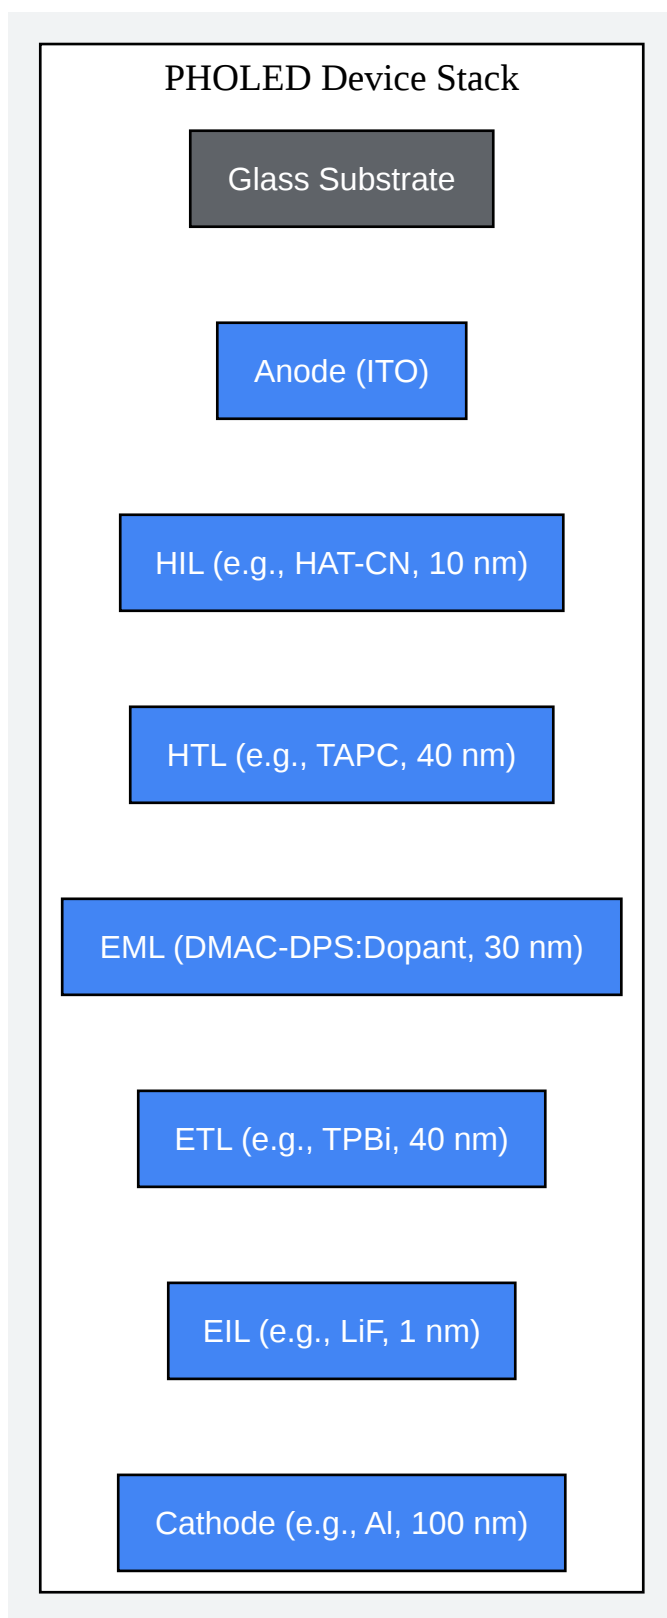 PHOLED Device Stack
Glass Substrate
Anode (ITO)
HIL (e.g., HAT-CN, 10 nm)
HTL (e.g., TAPC, 40 nm)
EML (DMAC-DPS:Dopant, 30 nm)
ETL (e.g., TPBi, 40 nm)
EIL (e.g., LiF, 1 nm)
Cathode (e.g., Al, 100 nm)